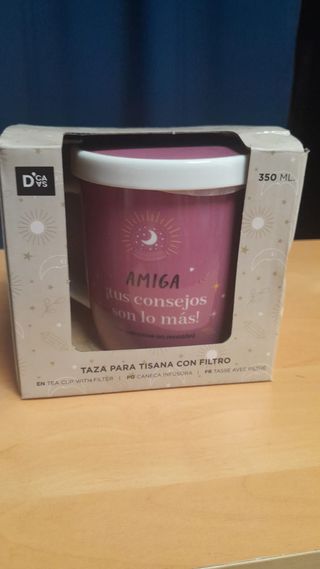 D'CASA
350 ML.
AMIGA
¡tus consejos
son lo más!
TAZA PARA TISANA CON FILTRO
EN TEA CUP WITH FILTER | PO CANECA INFUSORA | FR TASSE AVEC FILTRE